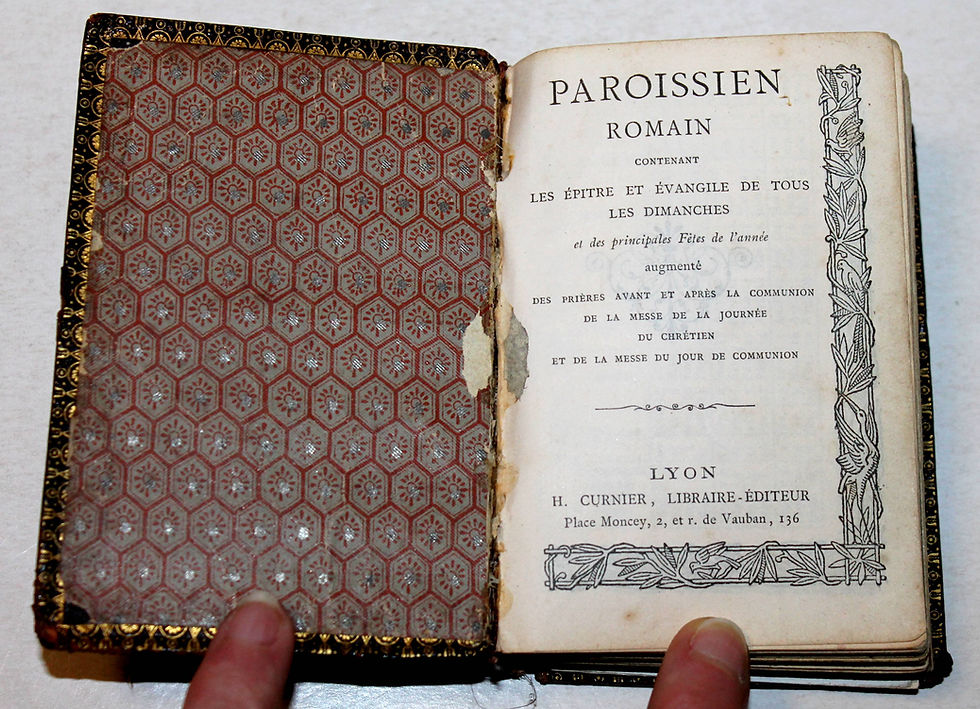 PAROISSIEN
ROMAIN
CONTENANT
LES ÉPITRE ET ÉVANGILE DE TOUS
LES DIMANCHES
et des principales Fêtes de l'année
augmenté
DES PRIÈRES AVANT ET APRÈS LA COMMUNION
DE LA MESSE DE LA JOURNÉE
DU CHRÉTIEN
ET DE LA MESSE DU JOUR DE COMMUNION
LYON
H. CURNIER, LIBRAIRE-ÉDITEUR
Place Moncey, 2, et r. de Vauban, 136